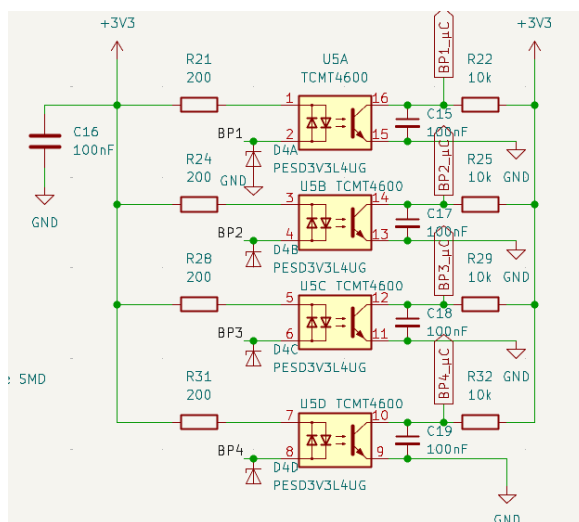 +3V3
+3V3
BP1_µC
R21
200
U5A
TCMT4600
R22
10k
1
16
C16
100nF
C15
100nF
BP1
2
15
D4A
PESD3V3L4UG
GND
GND
GND
BP2_µC
R24
200
U5B TCMT4600
R25
10k
3
14
C17
100nF
BP2
4
13
D4B
PESD3V3L4UG
GND
BP3_µC
R28
200
U5C TCMT4600
R29
10k
5
12
C18
100nF
BP3
6
11
D4C
PESD3V3L4UG
GND
e SMD
BP4_µC
R31
200
U5D TCMT4600
R32
10k
7
10
C19
100nF
BP4
8
9
D4D
PESD3V3L4UG
GND